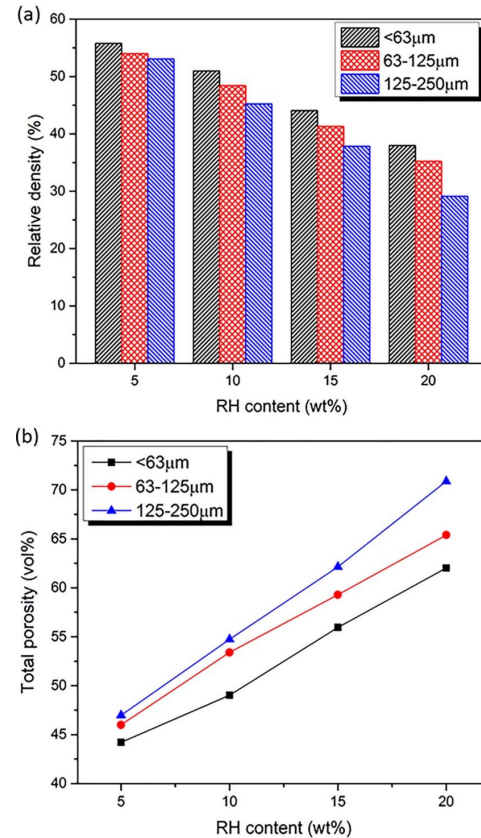 (a)
60
50
40
30
20
10
0
Relative density (%)
<63μm
63-125μm
125-250μm
5 10 15 20
RH content (wt%)
(b)
75
70
65
60
55
50
45
40
Total porosity (vol%)
<63μm
63-125μm
125-250μm
5 10 15 20
RH content (wt%)